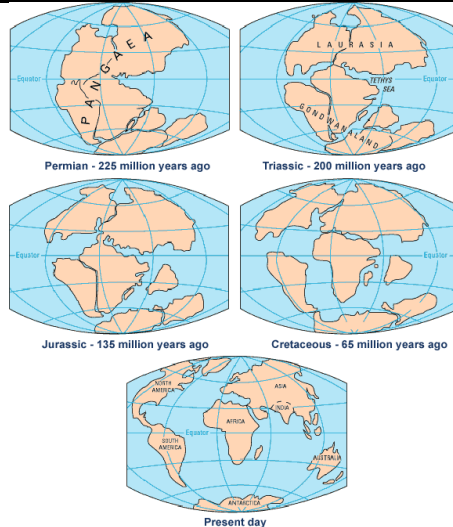 PANGAEA
Equator
Permian - 225 million years ago
LAURASIA
TETHYS
SEA
Equator
GONDWANALAND
Triassic - 200 million years ago
Equator
Jurassic - 135 million years ago
Equator
Cretaceous - 65 million years ago
NORTH
AMERICA
ASIA
INDIA
AFRICA
Equator
SOUTH
AMERICA
AUSTRALIA
ANTARCTICA
Present day